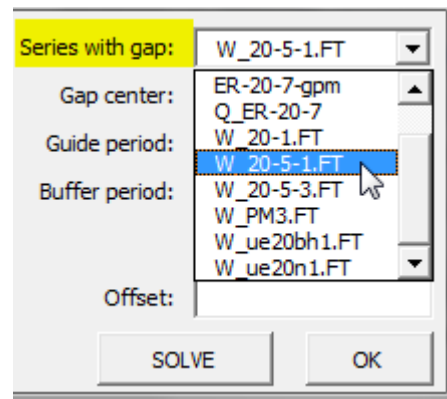 Series with gap: W_20-5-1.FT
ER-20-7-gpm
Gap center:
Q_ER-20-7
W_20-1.FT
Guide period:
W_20-5-1.FT
Buffer period:
W_20-5-3.FT
W_PM3.FT
W_ue20bh1.FT
W_ue20n1.FT
Offset:
SOLVE OK